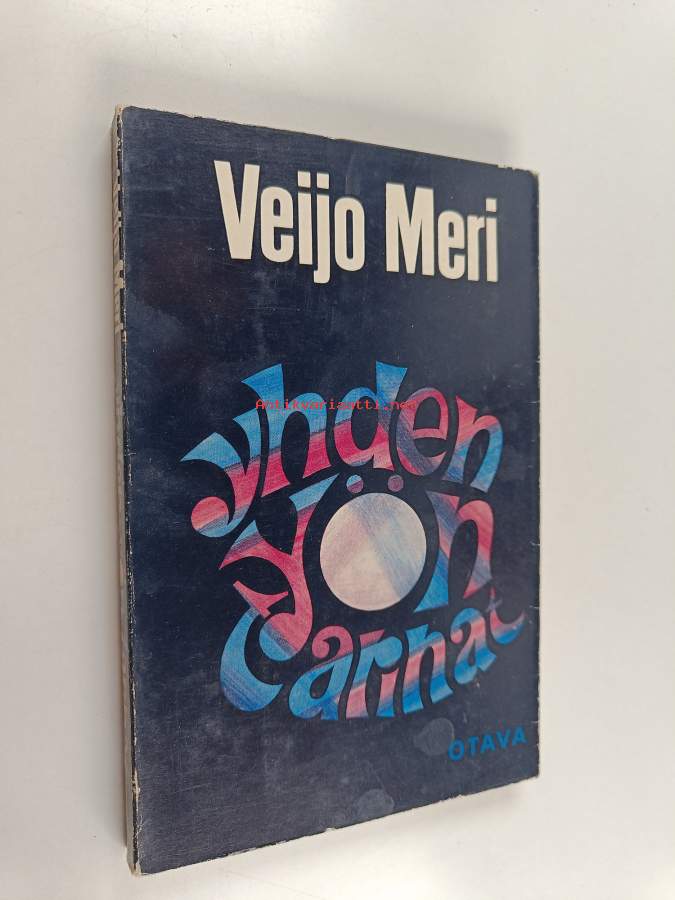 Veijo Meri
yhden
yön
tarinat
OTAVA
Antikvariaatti.net